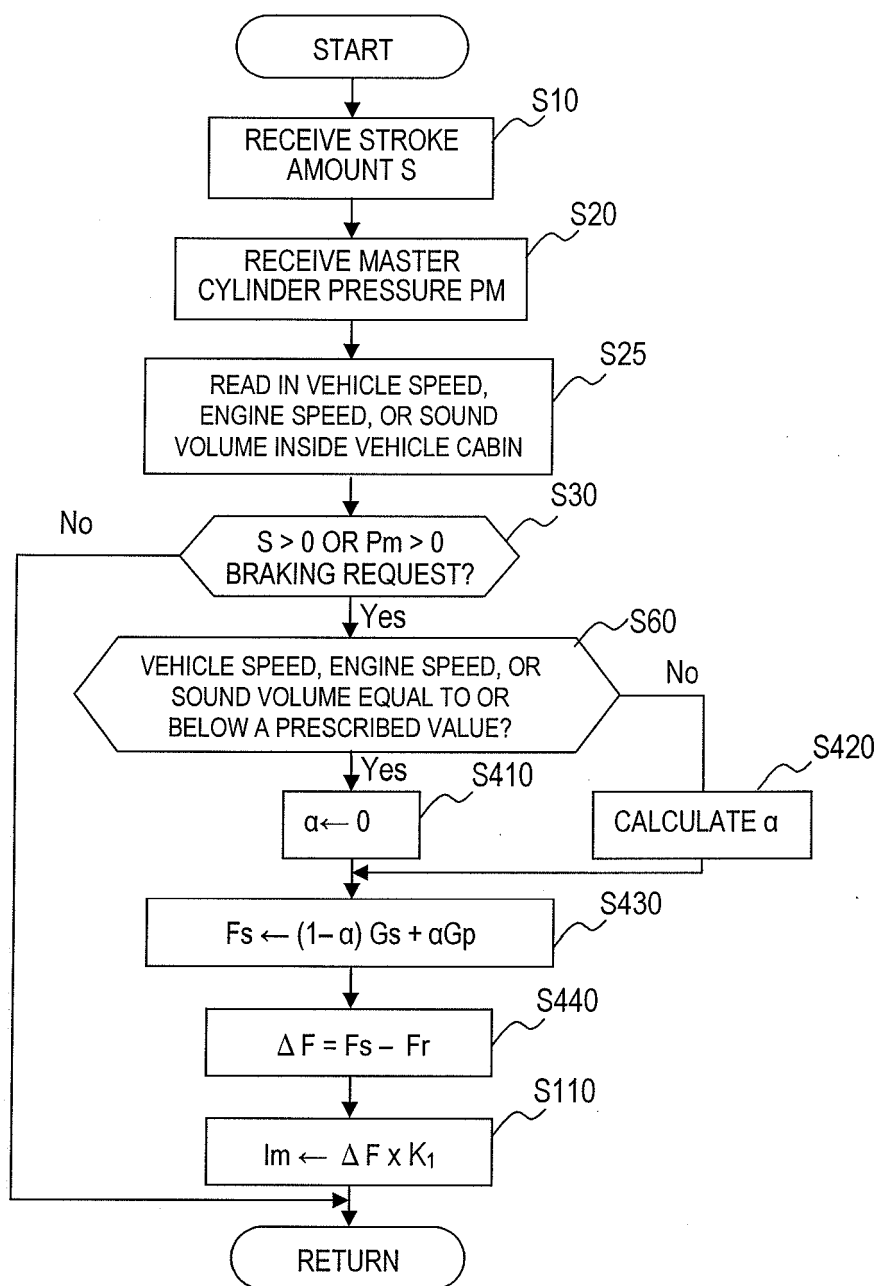 START
S10
RECEIVE STROKE
AMOUNT S
S20
RECEIVE MASTER
CYLINDER PRESSURE PM
S25
READ IN VEHICLE SPEED,
ENGINE SPEED, OR SOUND
VOLUME INSIDE VEHICLE CABIN
S30
No
S > 0 OR Pm > 0
BRAKING REQUEST?
Yes
S60
VEHICLE SPEED, ENGINE SPEED, OR
SOUND VOLUME EQUAL TO OR
BELOW A PRESCRIBED VALUE?
No
Yes
S410
α← 0
S420
CALCULATE α
S430
Fs ← (1– α) Gs + αGp
S440
Δ F = Fs – Fr
S110
Im ← Δ F x K₁
RETURN